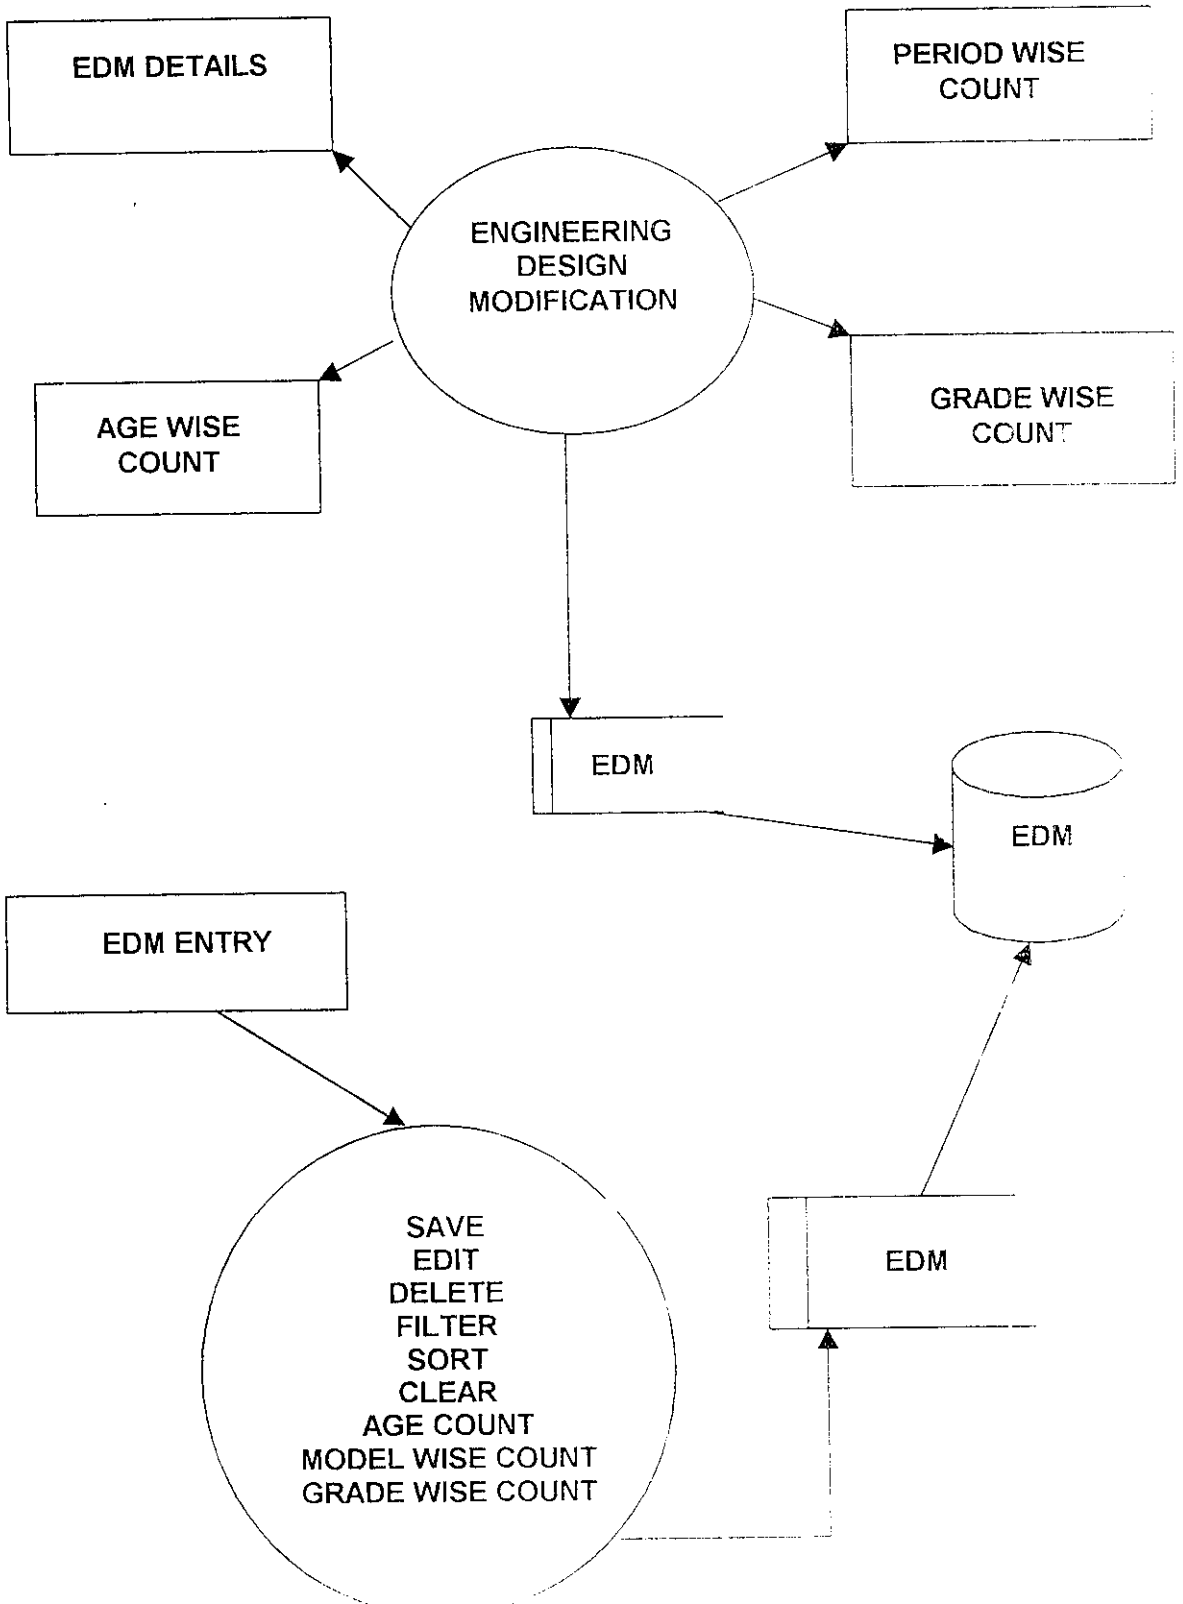 EDM DETAILS
PERIOD WISE
COUNT
ENGINEERING
DESIGN
MODIFICATION
AGE WISE
COUNT
GRADE WISE
COUNT
EDM
EDM
EDM ENTRY
SAVE
EDIT
DELETE
FILTER
SORT
CLEAR
AGE COUNT
MODEL WISE COUNT
GRADE WISE COUNT
EDM